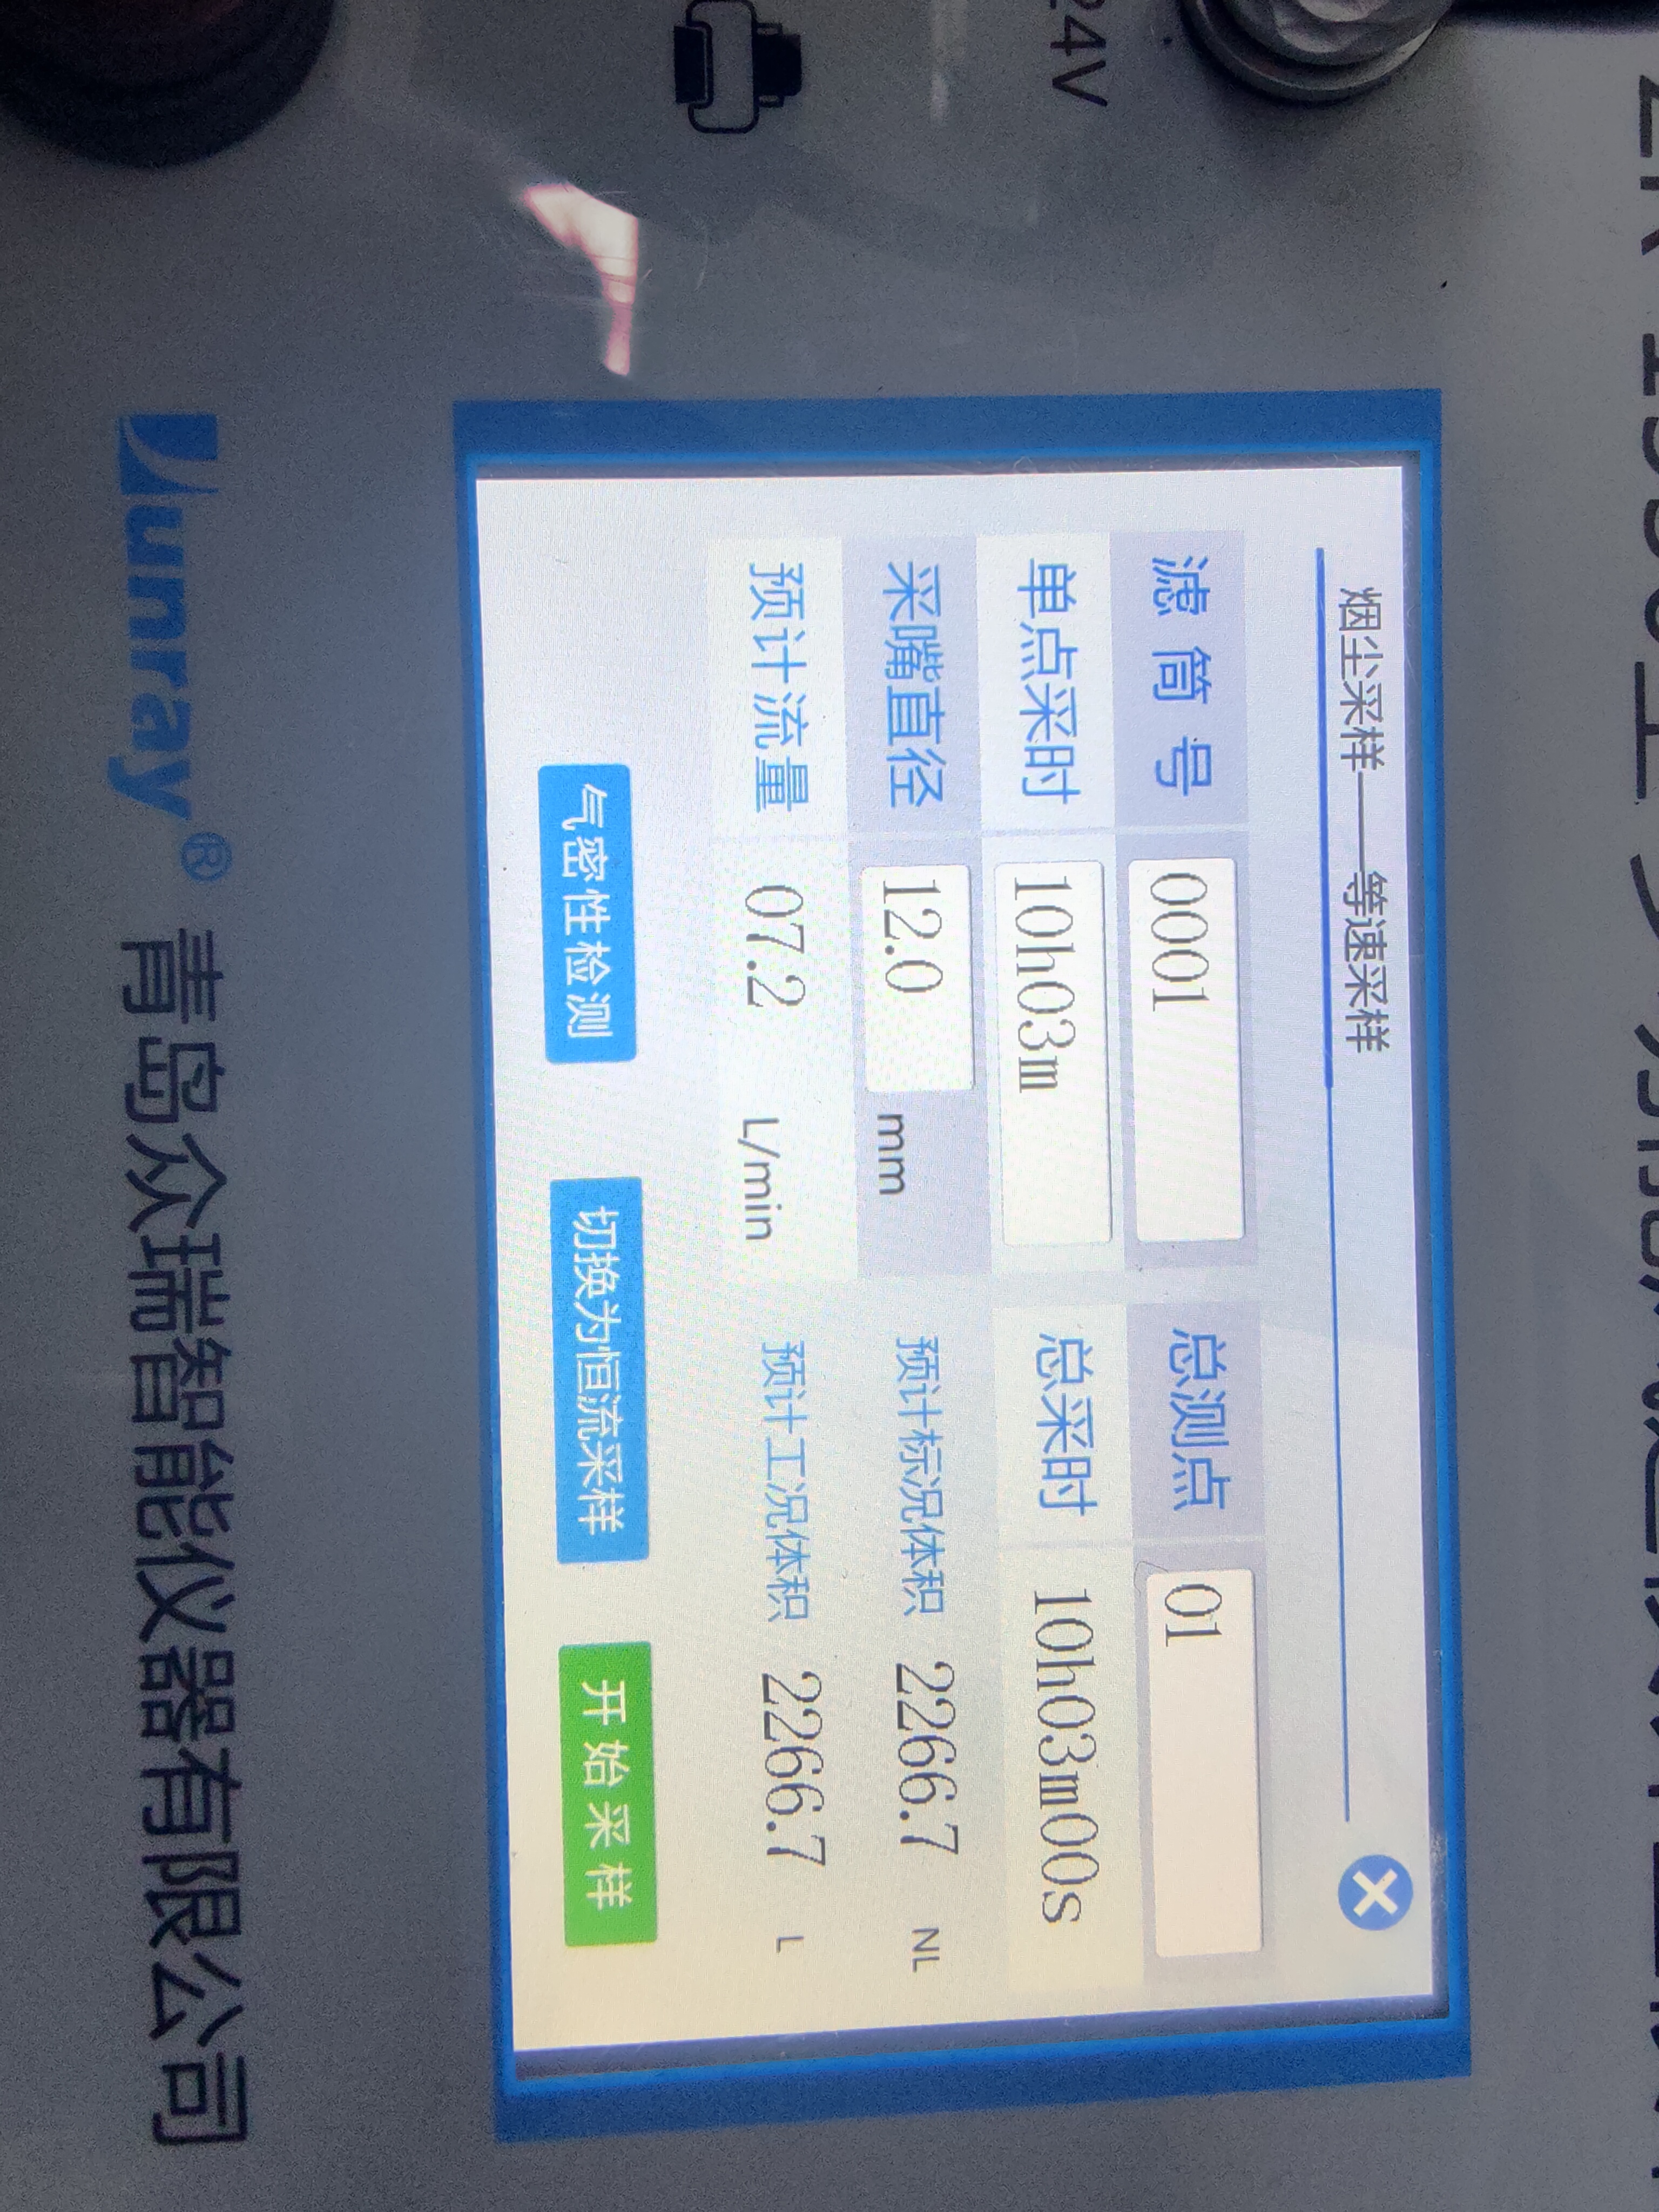 烟尘采样——等速采样
滤筒号 0001 总测点 01
单点采时 10h03m 总采时 10h03m00s
采嘴直径 12.0 mm 预计标况体积 2266.7 NL
预计流量 07.2 L/min 预计工况体积 2266.7 L
气密性检测 切换为恒流采样 开始采样
24V
Junray® 青岛众瑞智能仪器有限公司